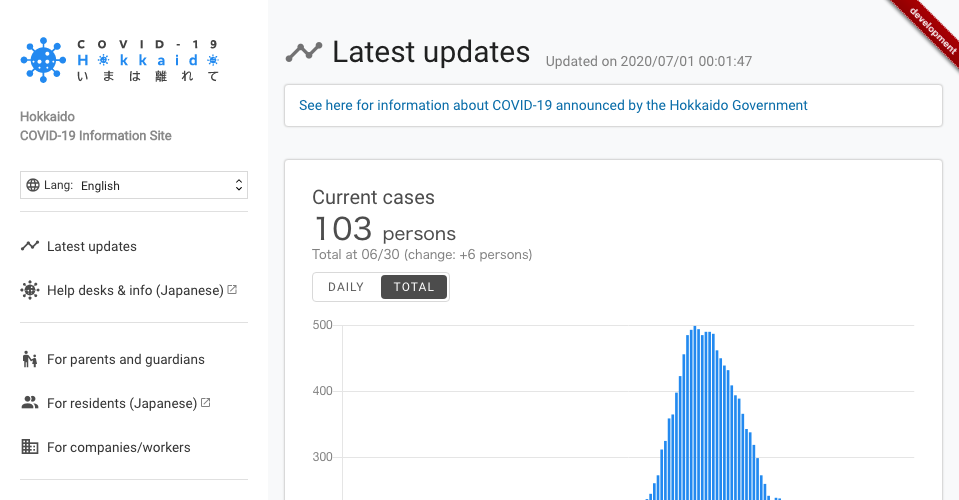 COVID-19
Hokkaido
いまは離れて
Hokkaido
COVID-19 Information Site
Lang: English
Latest updates
Help desks & info (Japanese)
For parents and guardians
For residents (Japanese)
For companies/workers
development
Latest updates
Updated on 2020/07/01 00:01:47
See here for information about COVID-19 announced by the Hokkaido Government
Current cases
103 persons
Total at 06/30 (change: +6 persons)
DAILY TOTAL
500
400
300